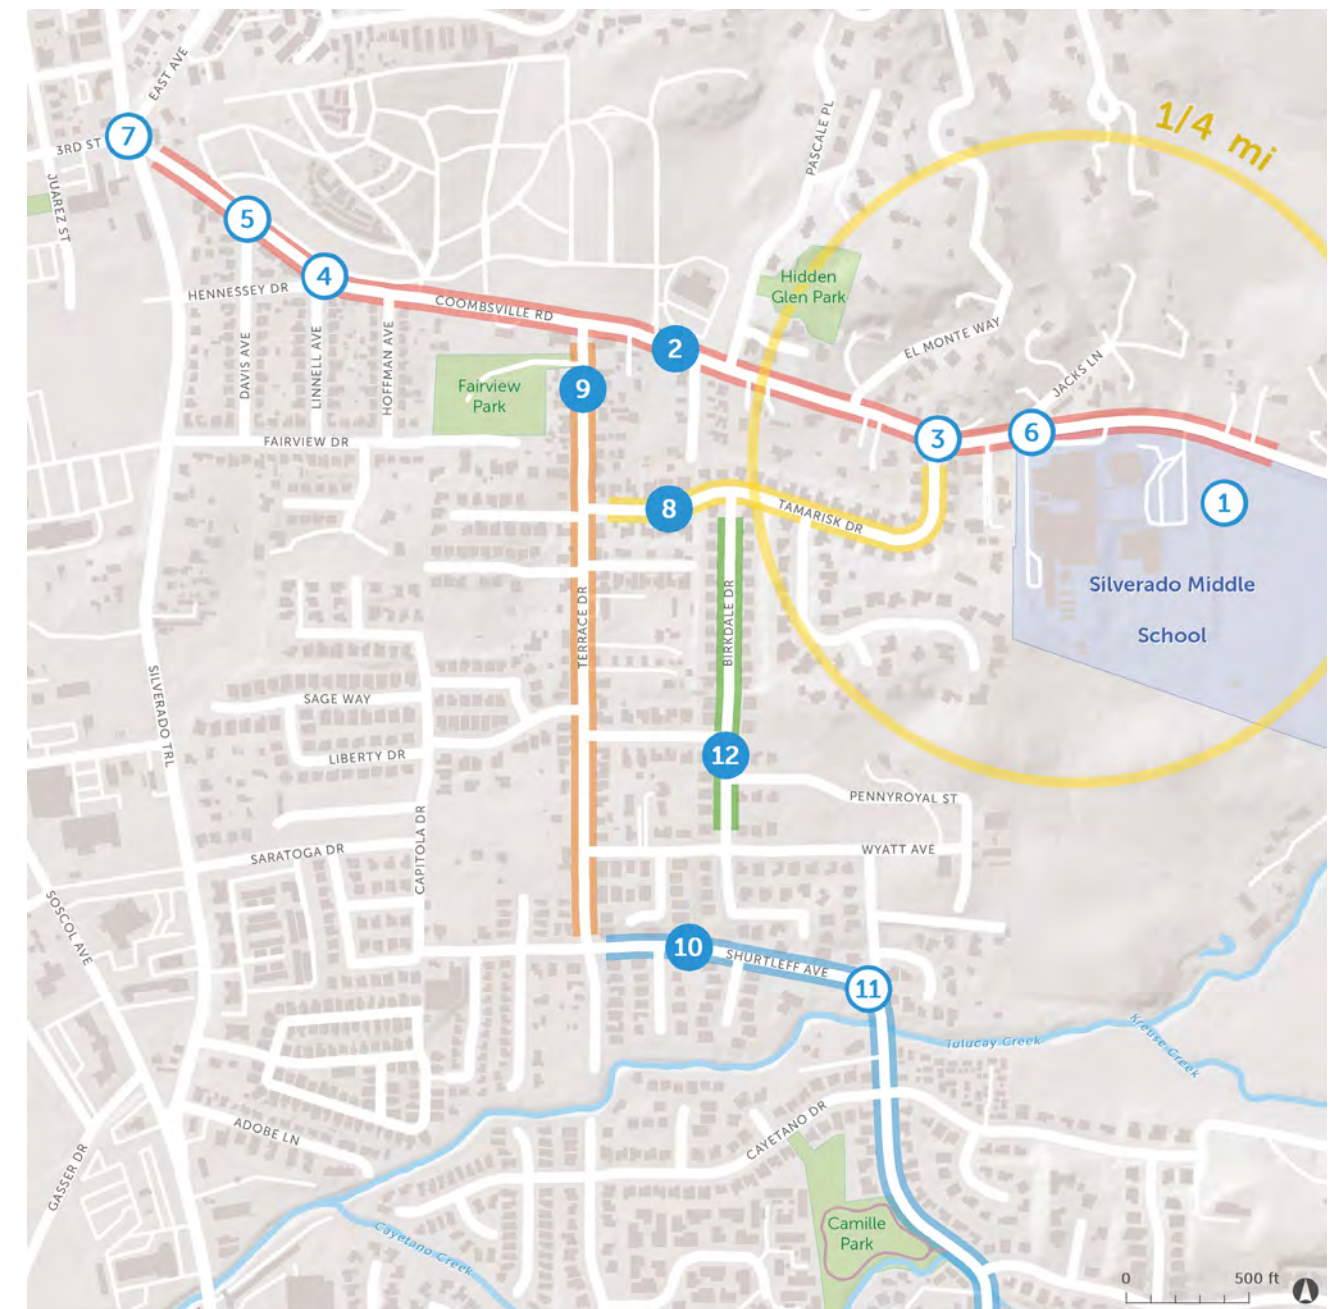 EAST AVE
1/4 mi
PASCALE PL
7
3RD ST
JUAREZ ST
5
4
Hidden
Glen Park
HENNESSEY DR
COOMBSVILLE RD
EL MONTE WAY
2
JACKS LN
DAVIS AVE
LINNELL AVE
HOFFMAN AVE
Fairview
Park
9
3
6
FAIRVIEW DR
1
8
TAMARISK DR
Silverado Middle
School
TERRACE DR
BIRKDALE DR
SILVERADO TRL
SAGE WAY
LIBERTY DR
12
PENNYROYAL ST
CAPITOLA DR
SARATOGA DR
WYATT AVE
SOSCOL AVE
10
SHURTLEFF AVE
11
Tulucay Creek
Kreuse Creek
ADOBE LN
CAYETANO DR
GASSER DR
Cayetano Creek
Camille
Park
0 500 ft